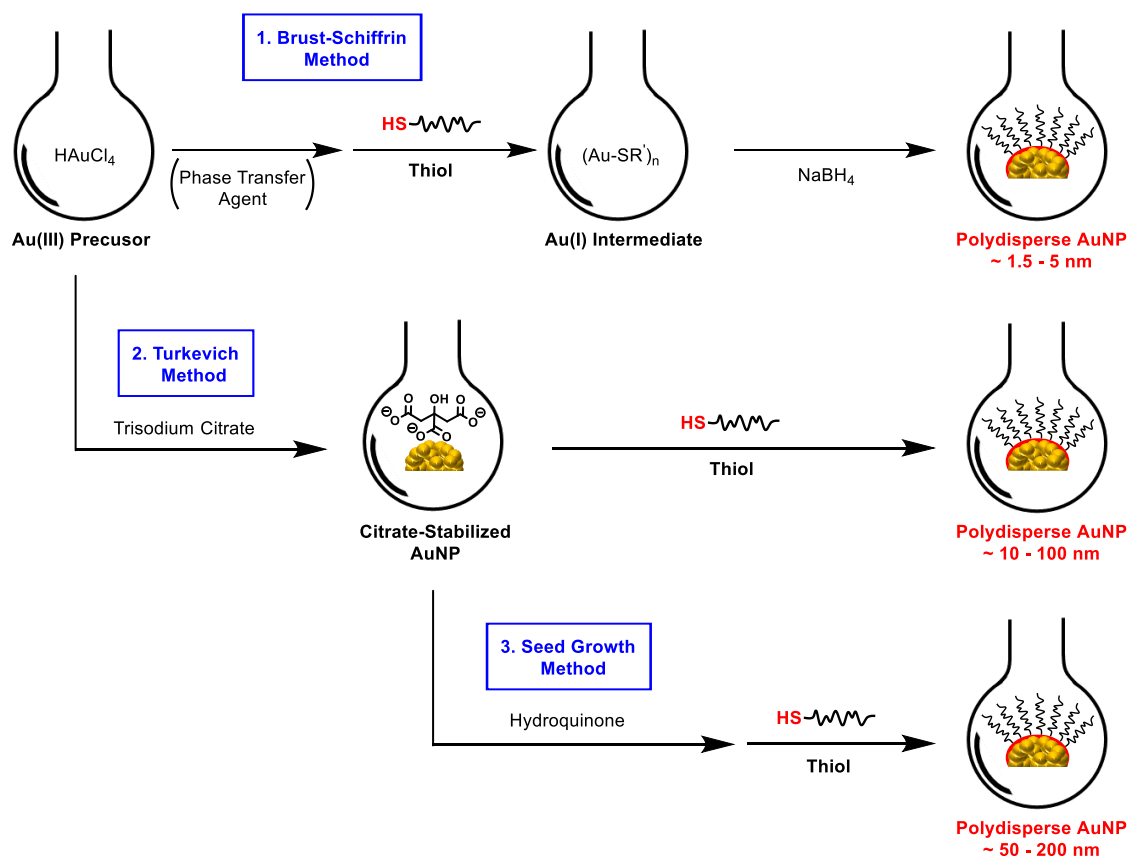 1. Brust-Schiffrin
Method
HAuCl4
(Phase Transfer
Agent)
HS
Thiol
(Au-SR')n
NaBH4
Au(III) Precusor
Au(I) Intermediate
Polydisperse AuNP
~ 1.5 - 5 nm
2. Turkevich
Method
Trisodium Citrate
OH
O
O
⊖O
O⊖
⊖O
O
Citrate-Stabilized
AuNP
HS
Thiol
Polydisperse AuNP
~ 10 - 100 nm
3. Seed Growth
Method
Hydroquinone
HS
Thiol
Polydisperse AuNP
~ 50 - 200 nm